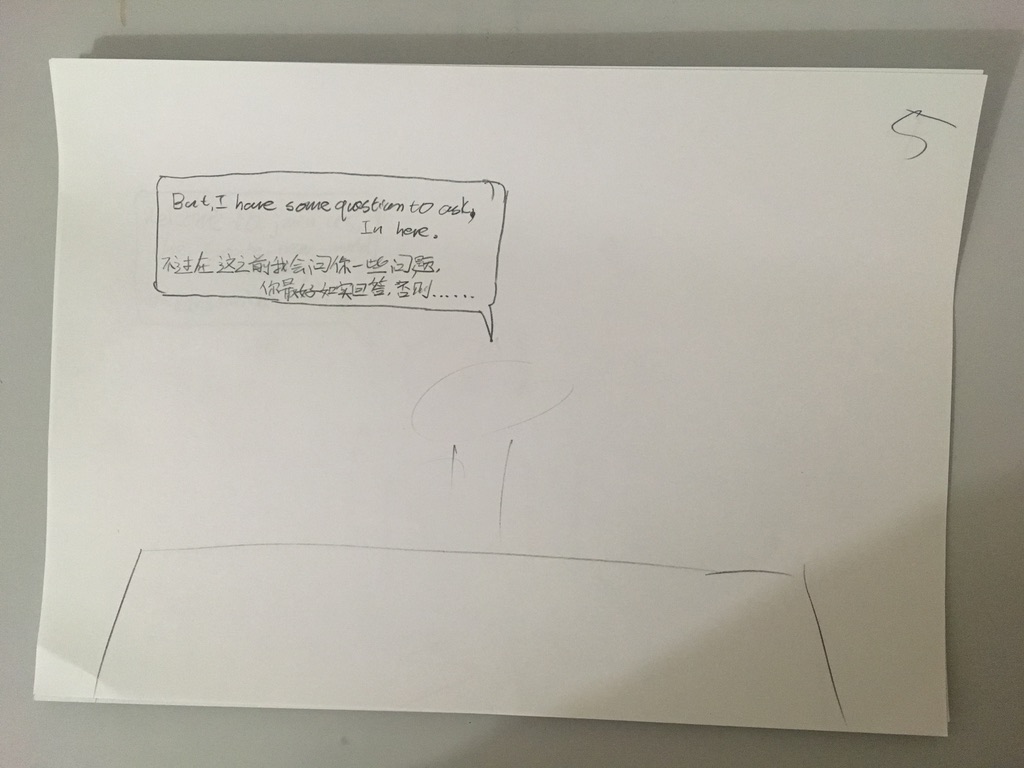 5
But, I have some question to ask,
In here.
不过在这之前我会问你一些问题,
你最好如实回答,否则......